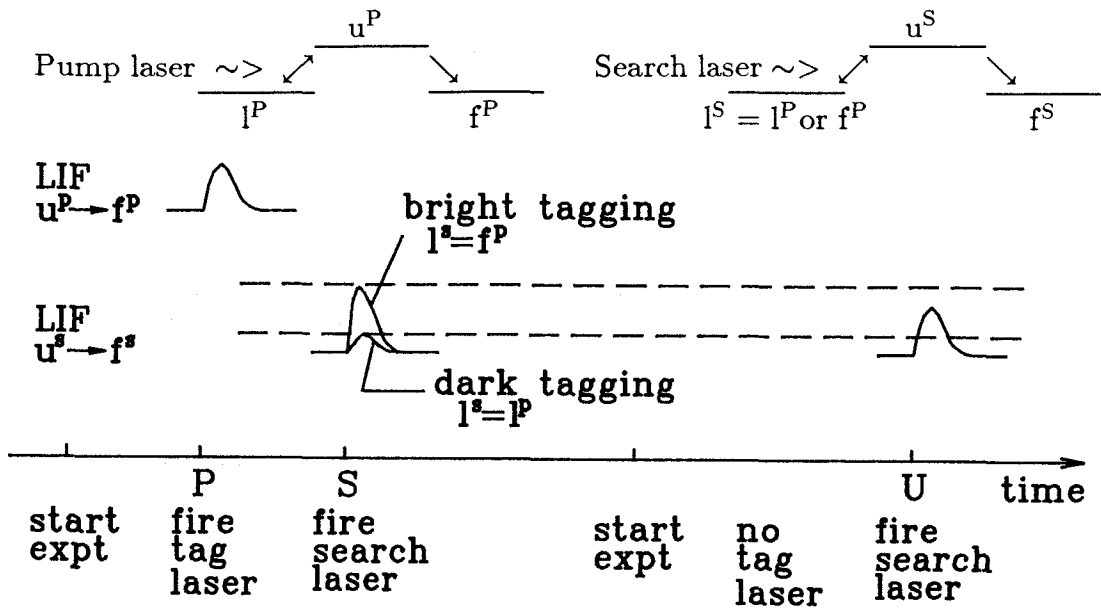 u^P u^S
Pump laser ~> Search laser ~>
l^P f^P l^S = l^P or f^P f^S
LIF
u^P→f^P
bright tagging
l^s=f^P
LIF
u^s→f^s
dark tagging
l^s=l^P
P S U time
start fire fire start no fire
expt tag search expt tag search
laser laser laser laser